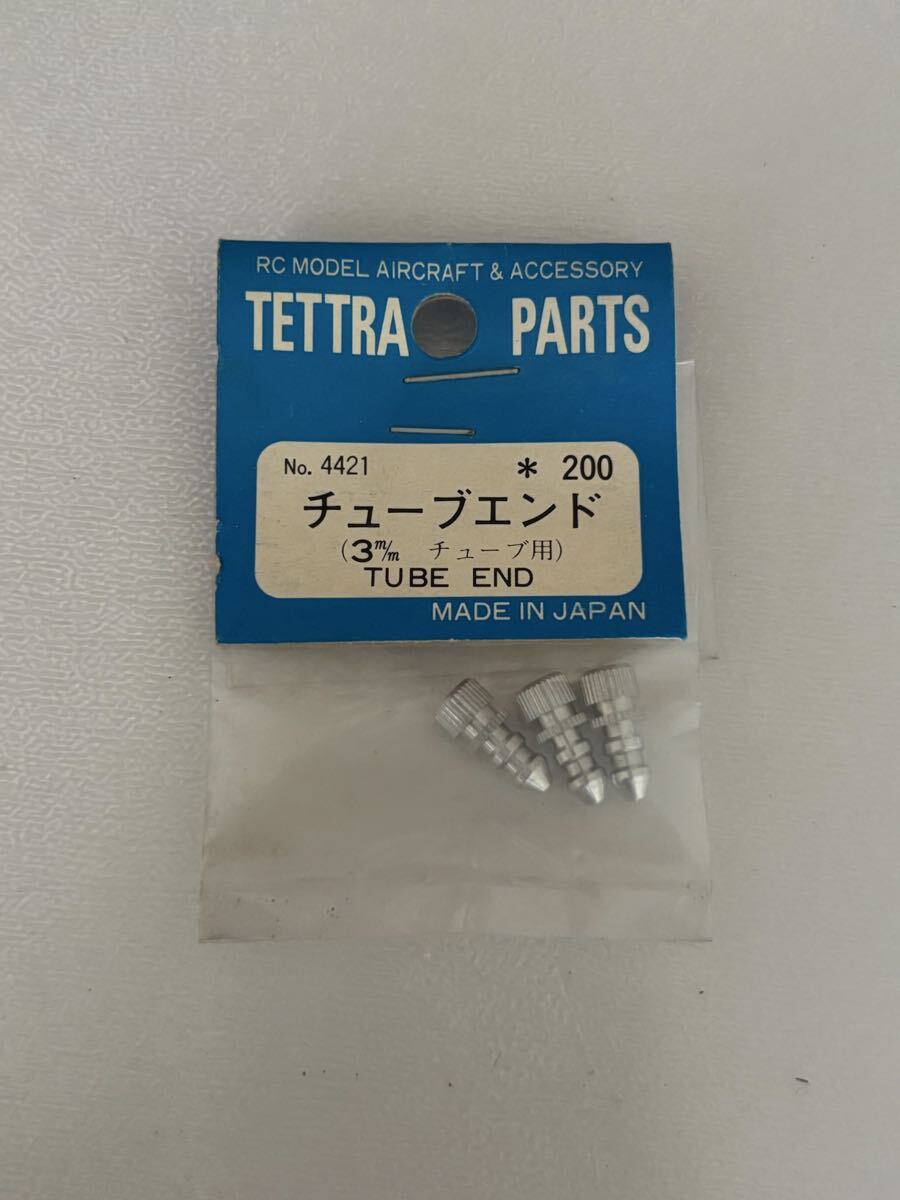 RC MODEL AIRCRAFT & ACCESSORY
TETTRA PARTS
No. 4421 * 200
チューブエンド
(3m/m チューブ用)
TUBE END
MADE IN JAPAN